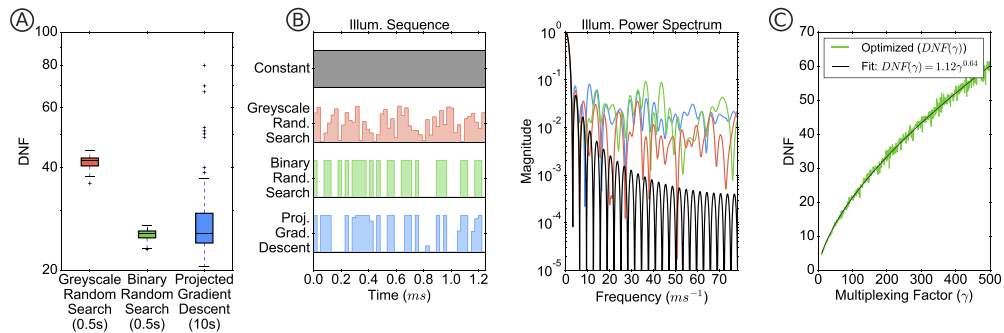 A
DNF
100
80
60
40
20
Greyscale
Random
Search
(0.5s)
Binary
Random
Search
(0.5s)
Projected
Gradient
Descent
(10s)
B
Illum. Sequence
Constant
Greyscale
Rand.
Search
Binary
Rand.
Search
Proj.
Grad.
Descent
0.0 0.2 0.4 0.6 0.8 1.0 1.2
Time (ms)
Illum. Power Spectrum
Magnitude
10^0
10^-1
10^-2
10^-3
10^-4
10^-5
0 10 20 30 40 50 60 70
Frequency (ms^-1)
C
DNF
70
60
50
40
30
20
10
0
Optimized (DNF(γ))
Fit: DNF(γ) = 1.12γ^0.64
0 100 200 300 400 500
Multiplexing Factor (γ)